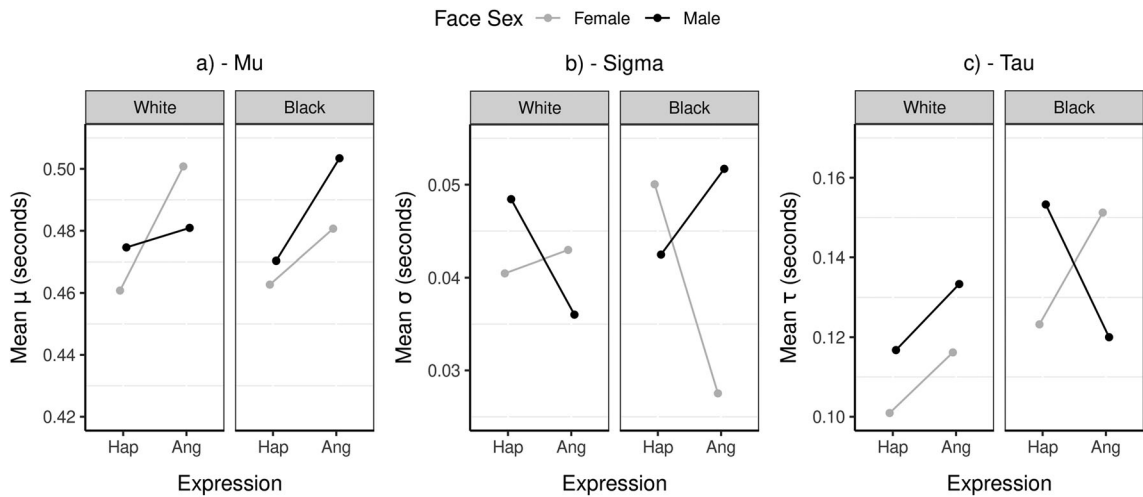 Face Sex Female Male
a) - Mu
White Black
Mean μ (seconds)
0.50
0.48
0.46
0.44
0.42
Hap Ang Hap Ang
Expression
b) - Sigma
White Black
Mean σ (seconds)
0.05
0.04
0.03
Hap Ang Hap Ang
Expression
c) - Tau
White Black
Mean τ (seconds)
0.16
0.14
0.12
0.10
Hap Ang Hap Ang
Expression